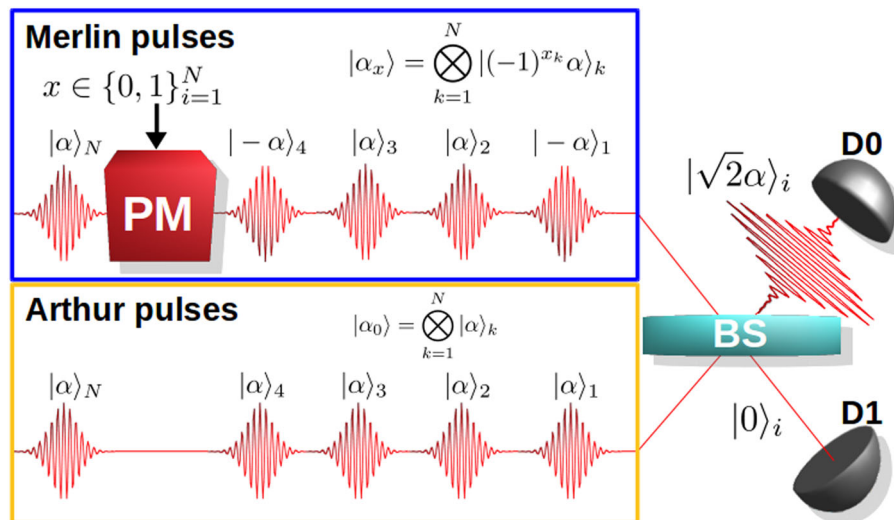 Merlin pulses
x ∈ {0, 1}_{i=1}^{N}
|α_x⟩ = ⨂_{k=1}^{N} |(-1)^{x_k} α⟩_k
|α⟩_N |−α⟩_4 |α⟩_3 |α⟩_2 |−α⟩_1
PM
Arthur pulses
|α_0⟩ = ⨂_{k=1}^{N} |α⟩_k
|α⟩_N |α⟩_4 |α⟩_3 |α⟩_2 |α⟩_1
D0
|√2α⟩_i
BS
|0⟩_i
D1